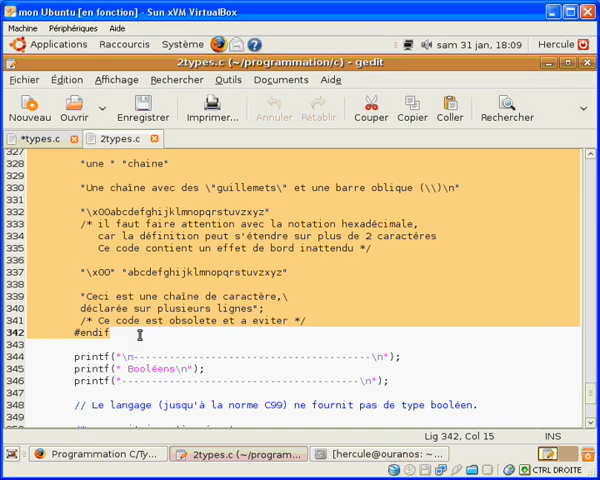 mon Ubuntu [en fonction] - Sun xVM VirtualBox
Machine Périphériques Aide
Applications Raccourcis Système sam 31 jan, 18:09 Hercule
2types.c (~/programmation/c) - gedit
Fichier Édition Affichage Rechercher Outils Documents Aide
Nouveau Ouvrir Enregistrer Imprimer... Annuler Rétablir Couper Copier Coller Rechercher
*types.c 2types.c
327
328 "une " "chaine"
329
330 "Une chaîne avec des \"guillemets\" et une barre oblique (\\)\n"
331
332 "\x00abcdefghijklmnopqrstuvzxyz"
333 /* il faut faire attention avec la notation hexadécimale,
334 car la définition peut s'étendre sur plus de 2 caractéres
335 Ce code contient un effet de bord inattendu */
336
337 "\x00" "abcdefghijklmnopqrstuvzxyz"
338
339 "Ceci est une chaîne de caractère,\
340 déclarée sur plusieurs lignes";
341 /* Ce code est obsolete et a eviter */
342 #endif
343
344 printf("\n---------------------------------------\n");
345 printf(" Booléens\n");
346 printf("---------------------------------------\n");
347
348 // Le langage (jusqu'à la norme C99) ne fournit pas de type booléen.
349
Lig 342, Col 15 INS
Programmation C/Ty... 2types.c (~/program... [hercule@ouranos: ~...
CTRL DROITE